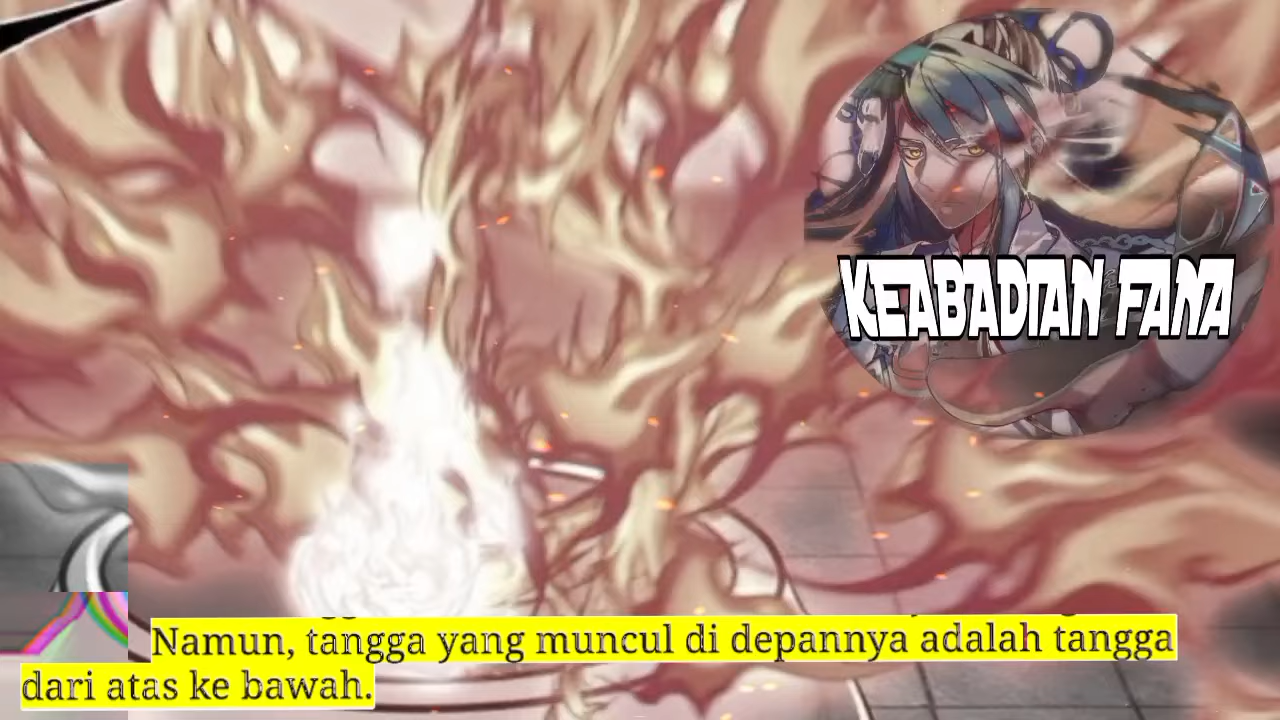 KEABADIAN FANA
Namun, tangga yang muncul di depannya adalah tangga
dari atas ke bawah.